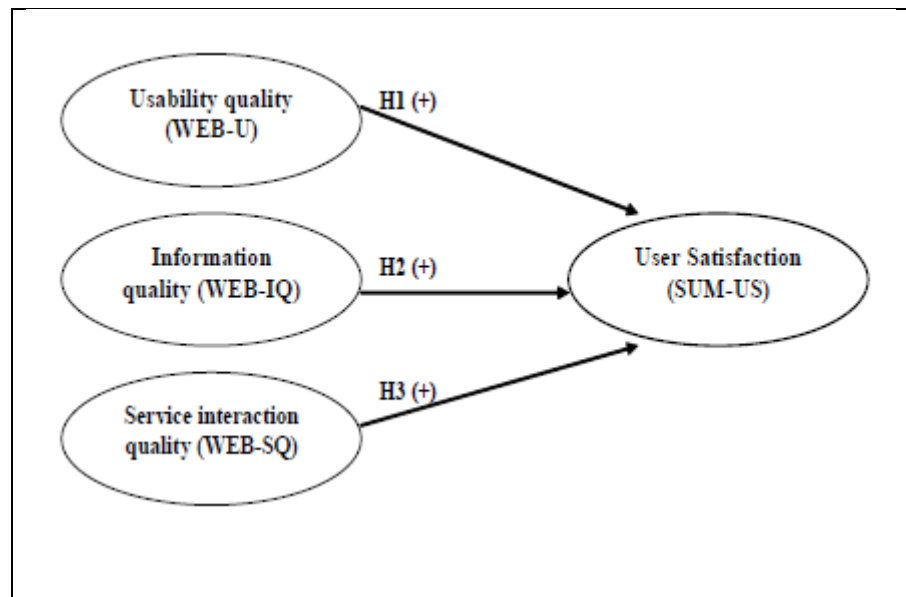 Usability quality
(WEB-U)
H1 (+)
Information
quality (WEB-IQ)
H2 (+)
User Satisfaction
(SUM-US)
Service interaction
quality (WEB-SQ)
H3 (+)